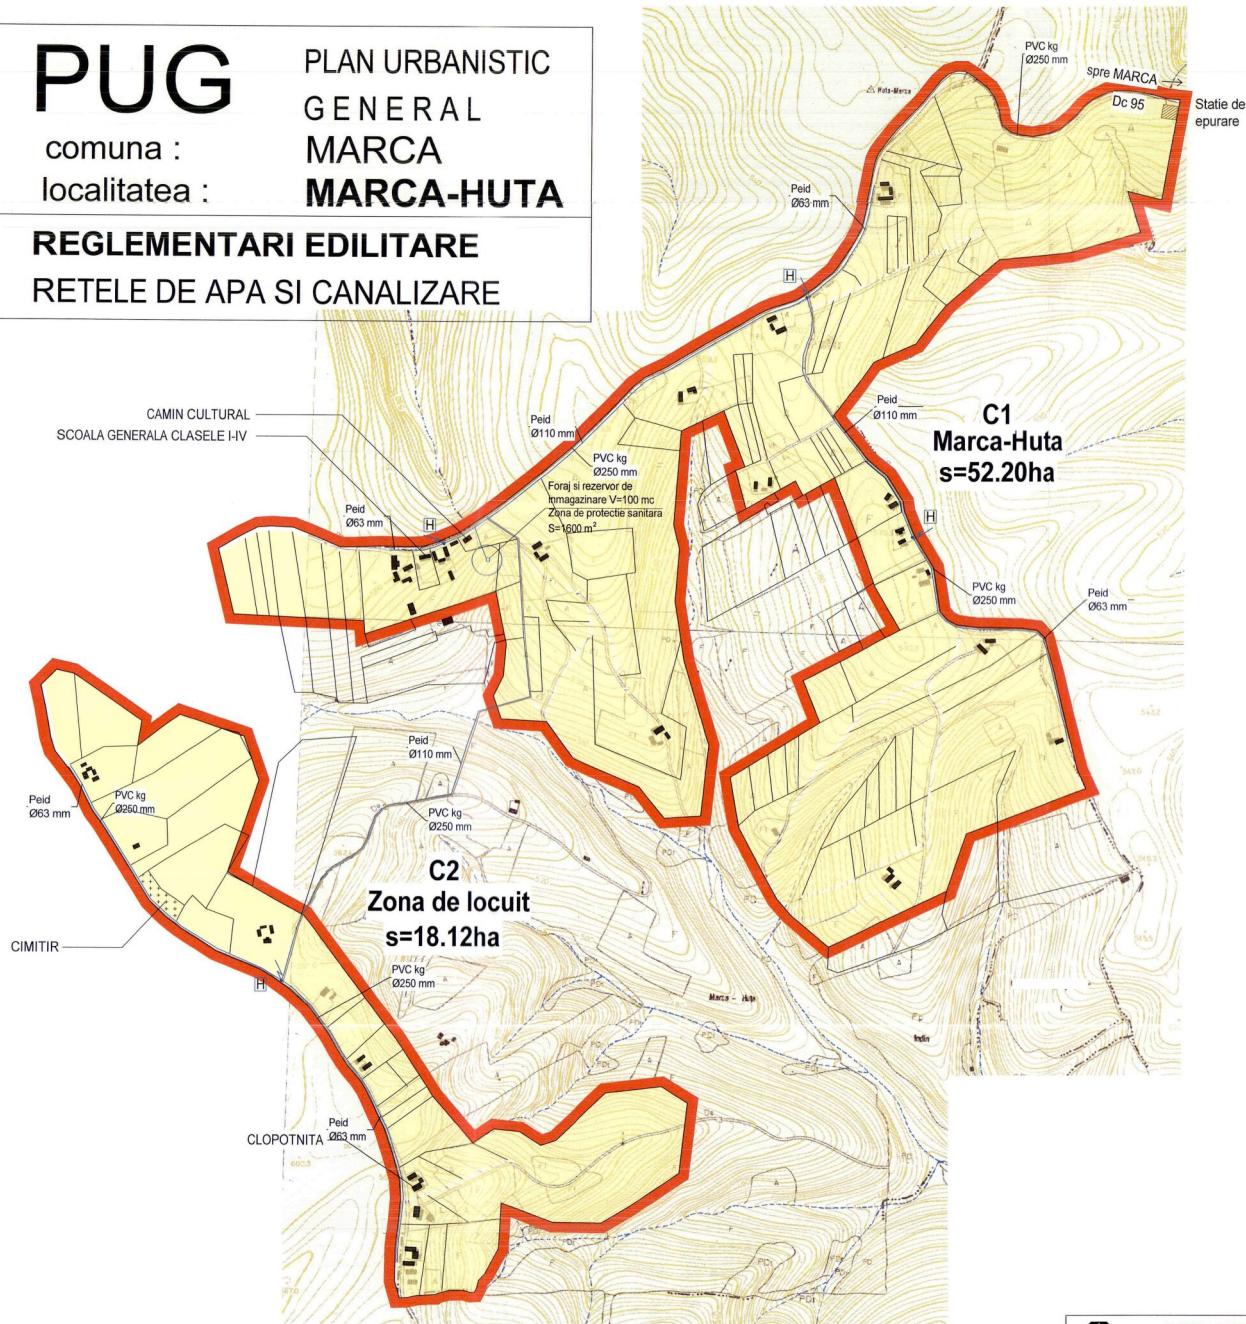 PUG
PLAN URBANISTIC
GENERAL
comuna :
MARCA
localitatea :
MARCA-HUTA
REGLEMENTARI EDILITARE
RETELE DE APA SI CANALIZARE
PVC kg
Ø250 mm
spre MARCA
Dc 95
Statie de
epurare
Huta-Marca
Peid
Ø63 mm
H
CAMIN CULTURAL
SCOALA GENERALA CLASELE I-IV
Peid
Ø110 mm
Peid
Ø110 mm
C1
Marca-Huta
s=52.20ha
PVC kg
Ø250 mm
Foraj si rezervor de
inmagazinare V=100 mc
Zona de protectie sanitara
S=1600 m²
Peid
Ø63 mm
H
H
PVC kg
Ø250 mm
Peid
Ø63 mm
Peid
Ø110 mm
Peid
Ø63 mm
PVC kg
Ø250 mm
PVC kg
Ø250 mm
C2
Zona de locuit
s=18.12ha
CIMITIR
PVC kg
Ø250 mm
H
Marca - Huta
Peid
Ø63 mm
CLOPOTNITA